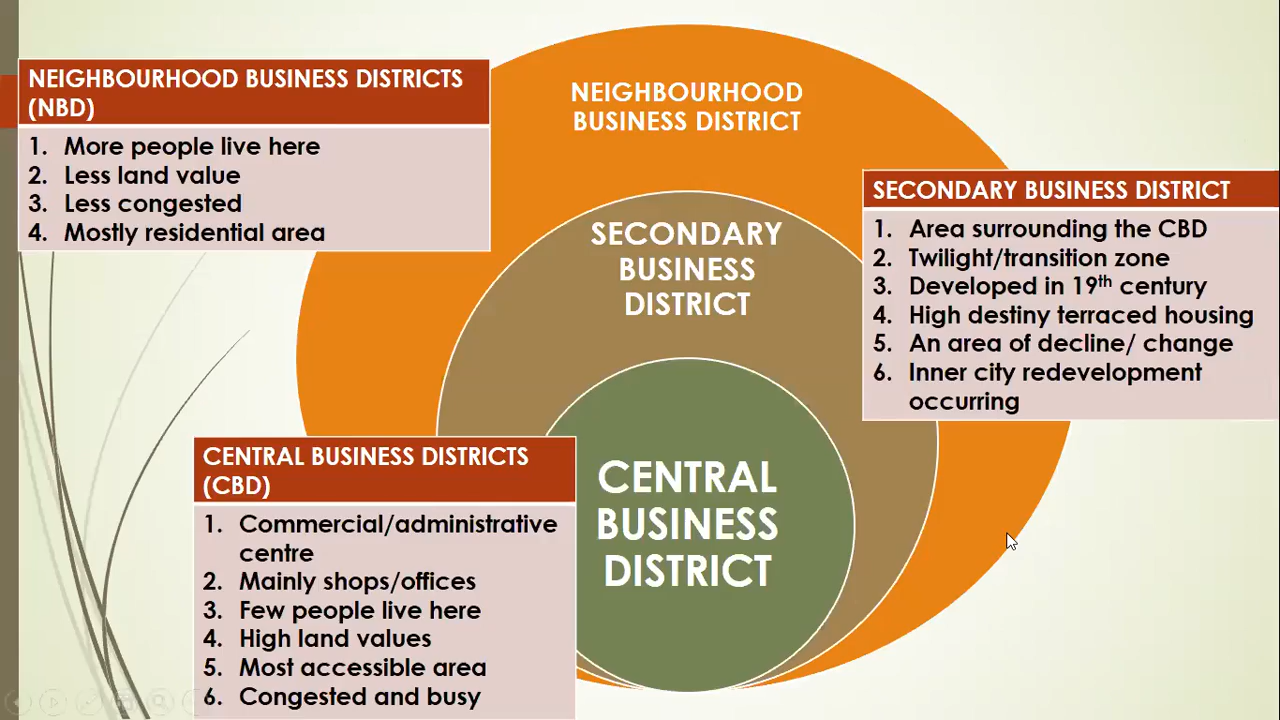 NEIGHBOURHOOD BUSINESS DISTRICTS
(NBD)
1. More people live here
2. Less land value
3. Less congested
4. Mostly residential area
NEIGHBOURHOOD
BUSINESS DISTRICT
SECONDARY BUSINESS DISTRICT
1. Area surrounding the CBD
2. Twilight/transition zone
3. Developed in 19th century
4. High destiny terraced housing
5. An area of decline/ change
6. Inner city redevelopment
occurring
SECONDARY
BUSINESS
DISTRICT
CENTRAL BUSINESS DISTRICTS
(CBD)
1. Commercial/administrative
centre
2. Mainly shops/offices
3. Few people live here
4. High land values
5. Most accessible area
6. Congested and busy
CENTRAL
BUSINESS
DISTRICT